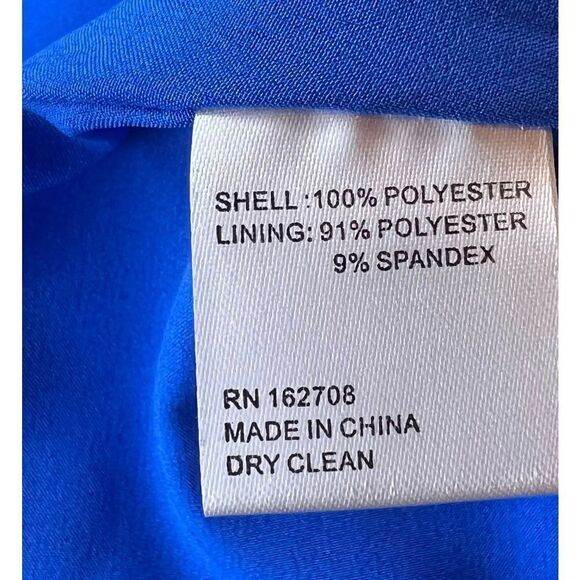 SHELL :100% POLYESTER
LINING: 91% POLYESTER
9% SPANDEX
RN 162708
MADE IN CHINA
DRY CLEAN